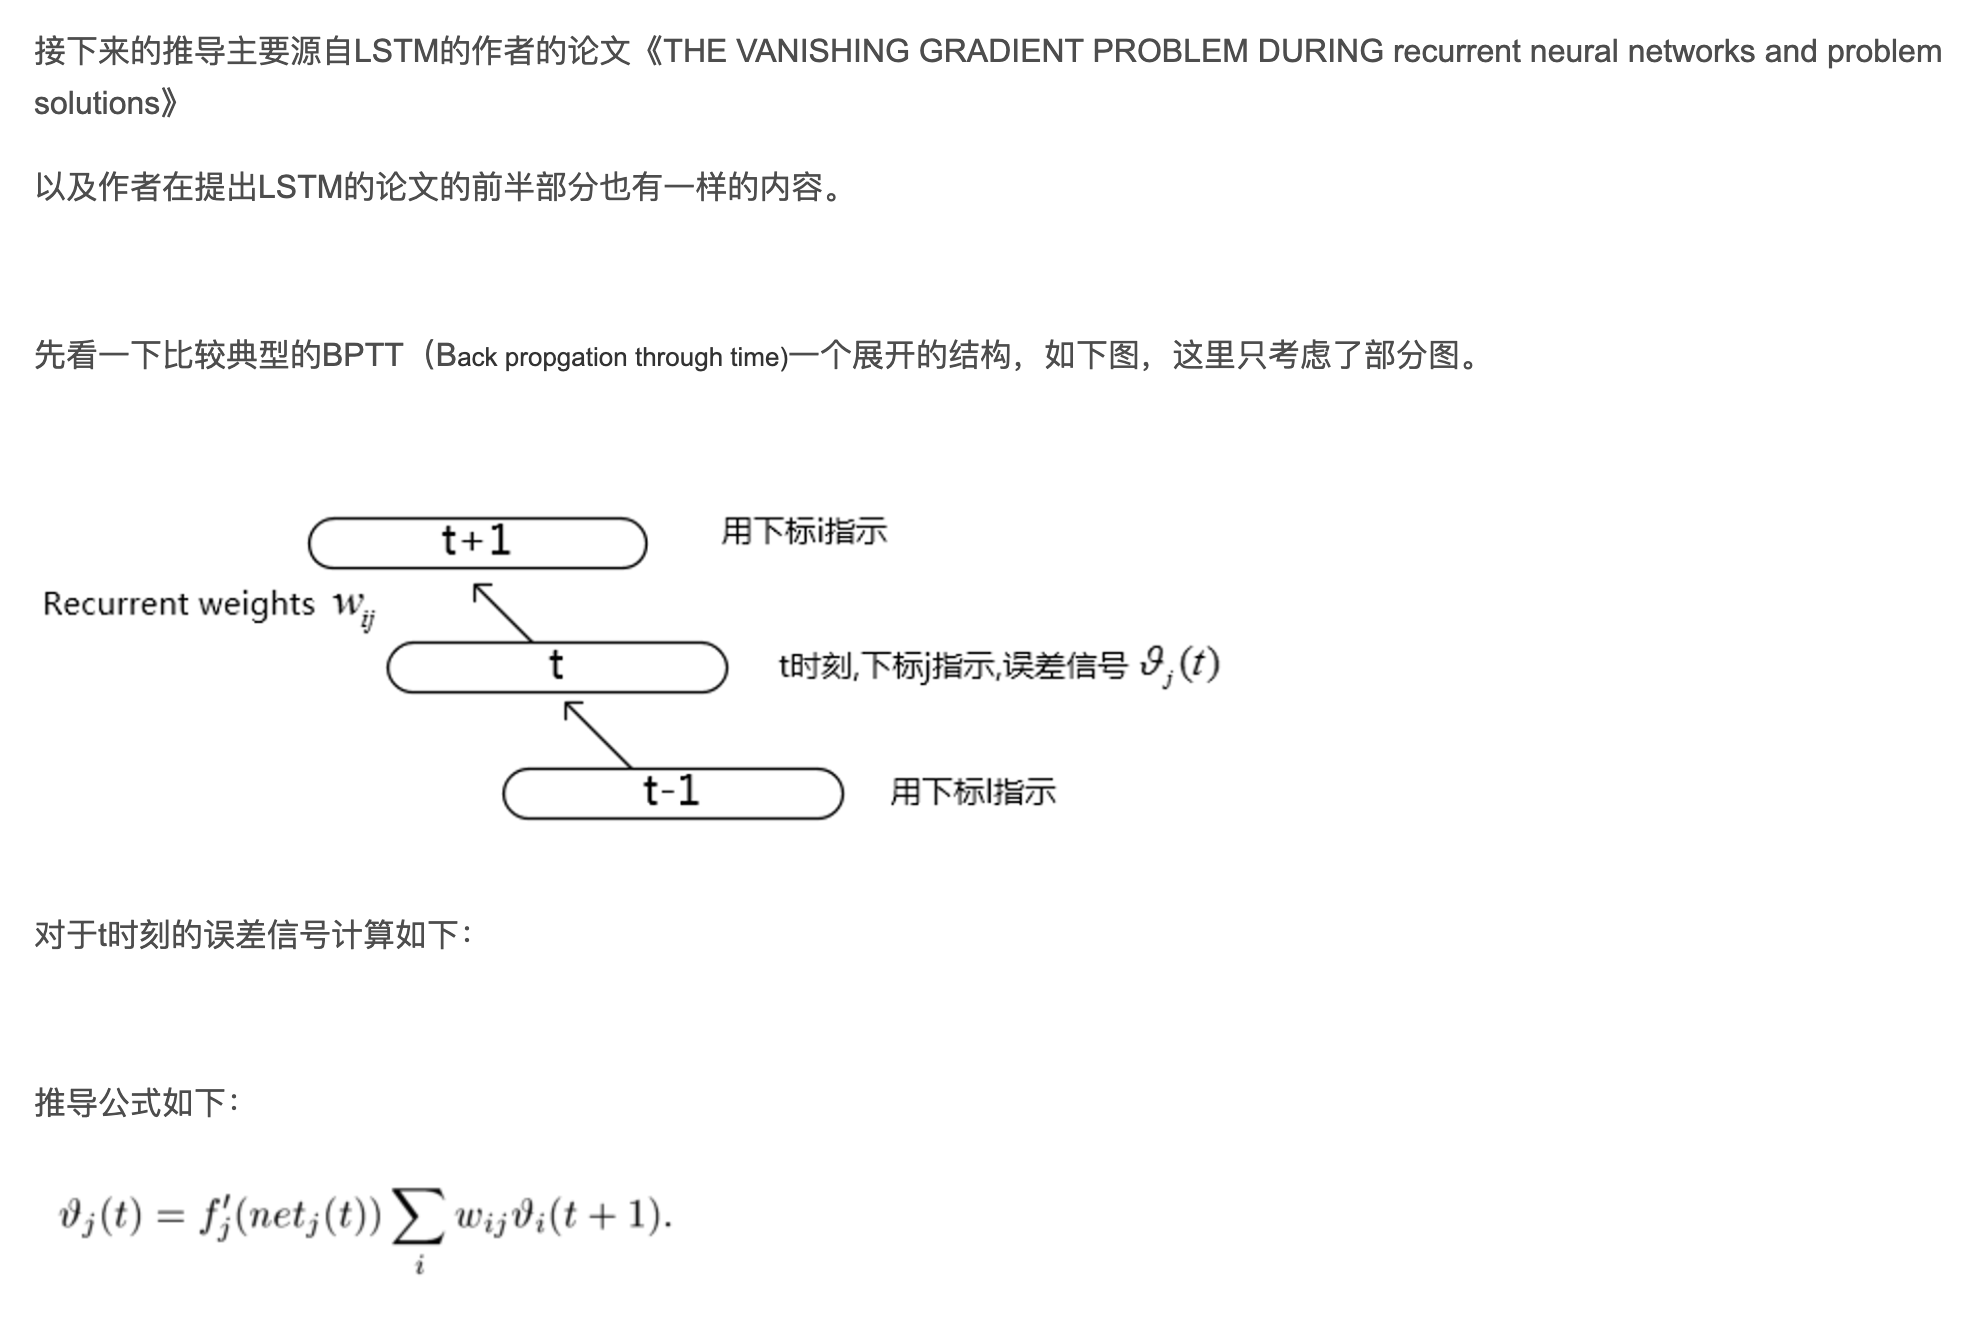 接下来的推导主要源自LSTM的作者的论文《THE VANISHING GRADIENT PROBLEM DURING recurrent neural networks and problem
solutions》
以及作者在提出LSTM的论文的前半部分也有一样的内容。
先看一下比较典型的BPTT（Back propgation through time)一个展开的结构，如下图，这里只考虑了部分图。
t+1 用下标i指示
Recurrent weights w_{ij}
t t时刻,下标j指示,误差信号 ϑ_j(t)
t-1 用下标l指示
对于t时刻的误差信号计算如下：
推导公式如下：
ϑ_j(t) = f'_j(net_j(t)) ∑_i w_{ij}ϑ_i(t + 1).